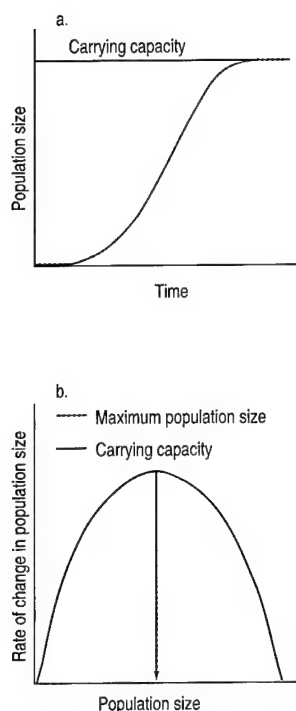 a.
Carrying capacity
Population size
Time
b.
Maximum population size
Carrying capacity
Rate of change in population size
Population size